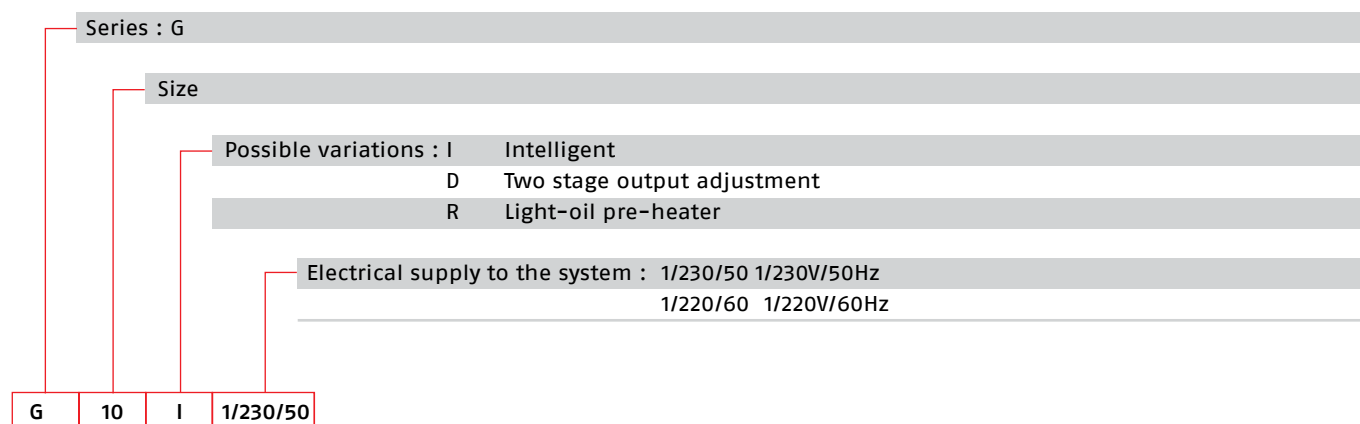 Series : G
Size
Possible variations : I Intelligent
D Two stage output adjustment
R Light-oil pre-heater
Electrical supply to the system : 1/230/50 1/230V/50Hz
1/220/60 1/220V/60Hz
G 10 I 1/230/50